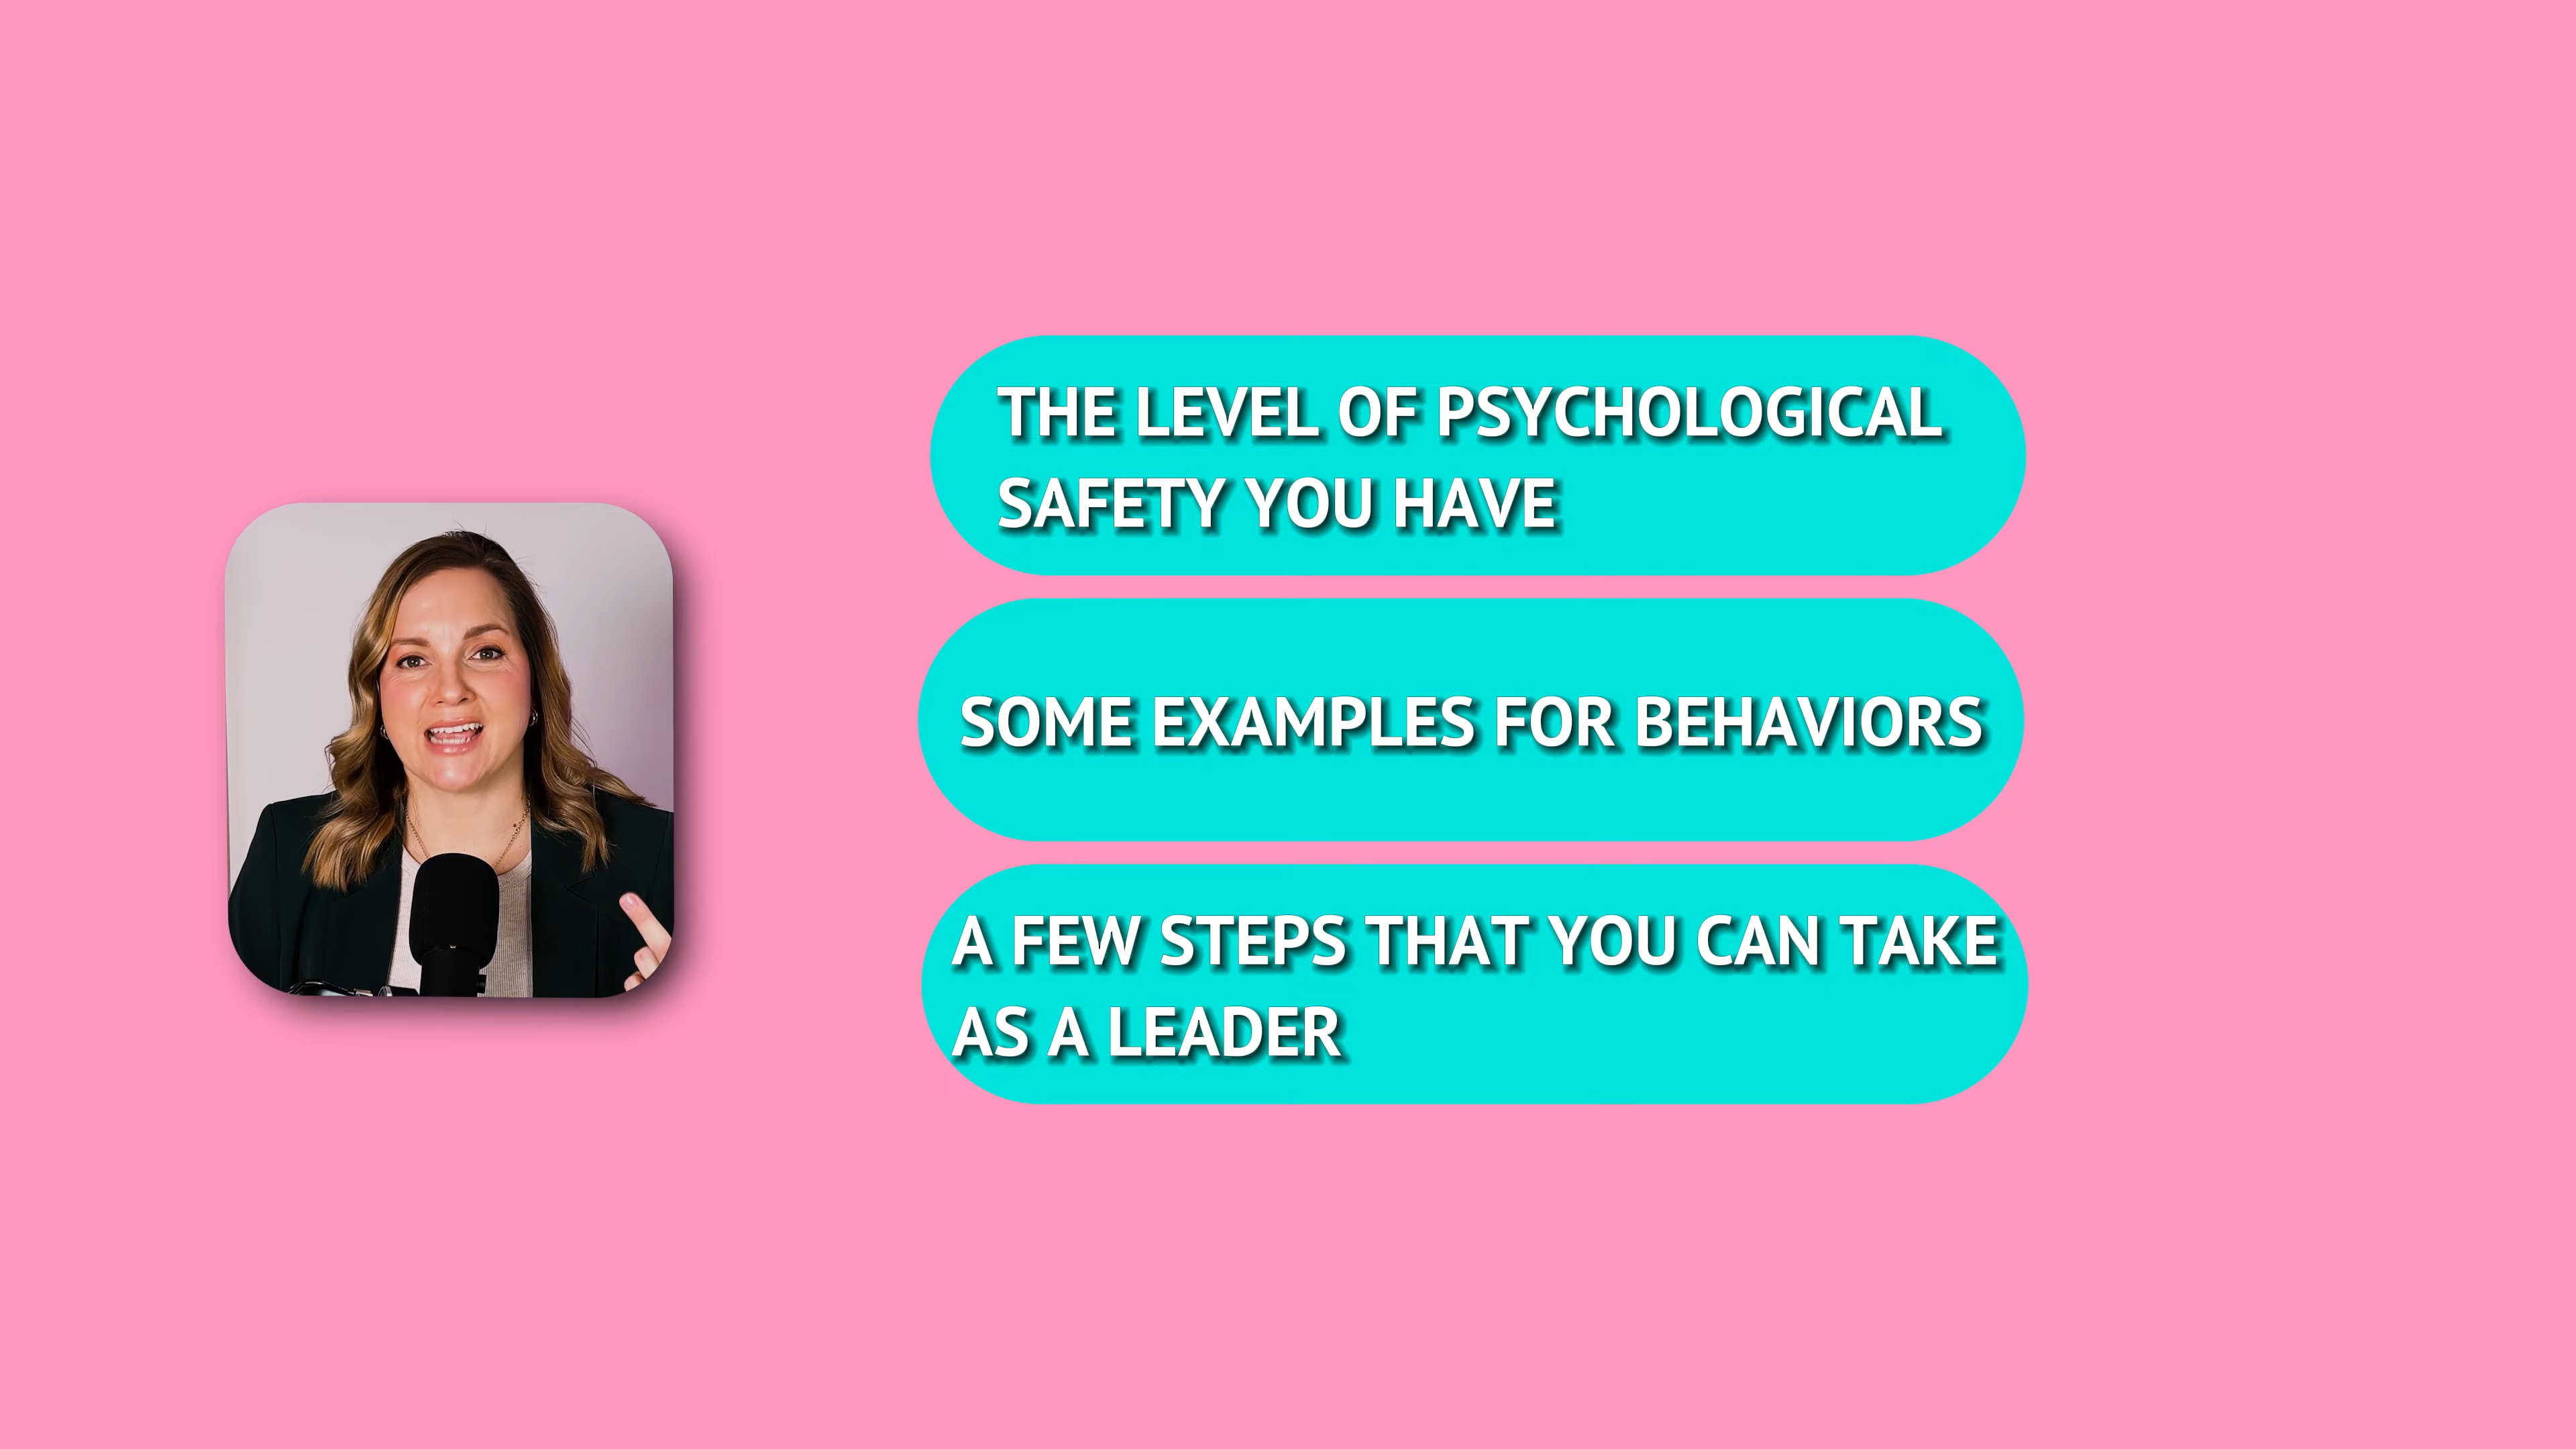 THE LEVEL OF PSYCHOLOGICAL
SAFETY YOU HAVE
SOME EXAMPLES FOR BEHAVIORS
A FEW STEPS THAT YOU CAN TAKE
AS A LEADER